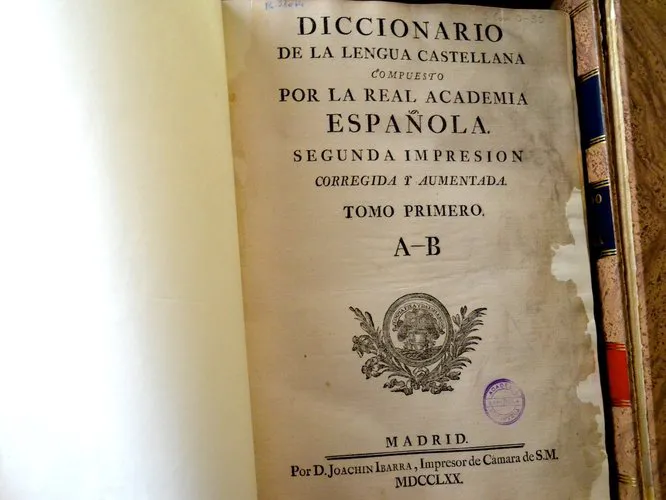 DICCIONARIO
DE LA LENGUA CASTELLANA
COMPUESTO
POR LA REAL ACADEMIA
ESPAÑOLA.
SEGUNDA IMPRESION
CORREGIDA Y AUMENTADA.
TOMO PRIMERO.
A–B
MADRID.
Por D. JOACHIN IBARRA, Impresor de Cámara de S.M.
MDCCLXX.